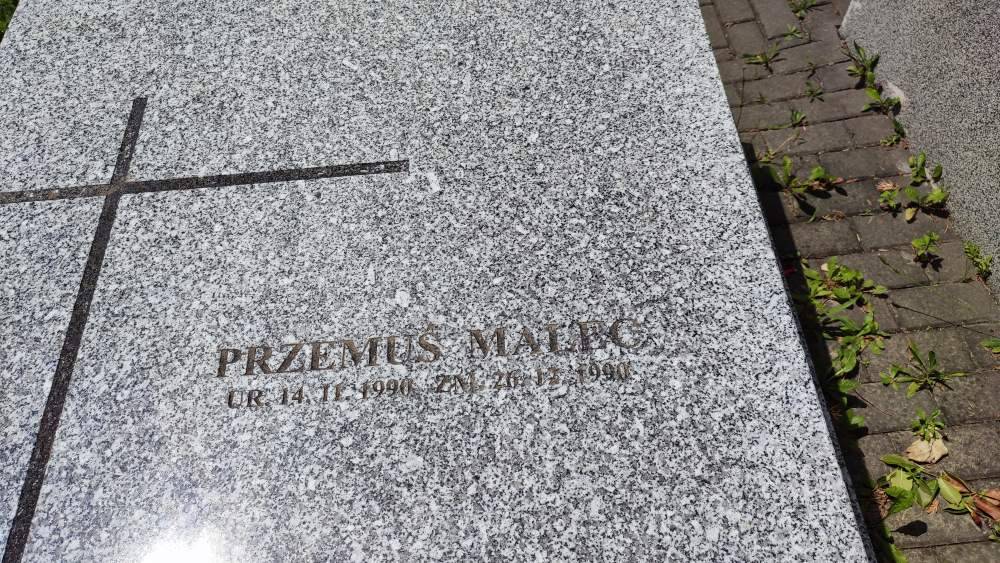 PRZEMUŚ MALEC
UR. 14. 11. 1990 ZM. 26. 12. 1990